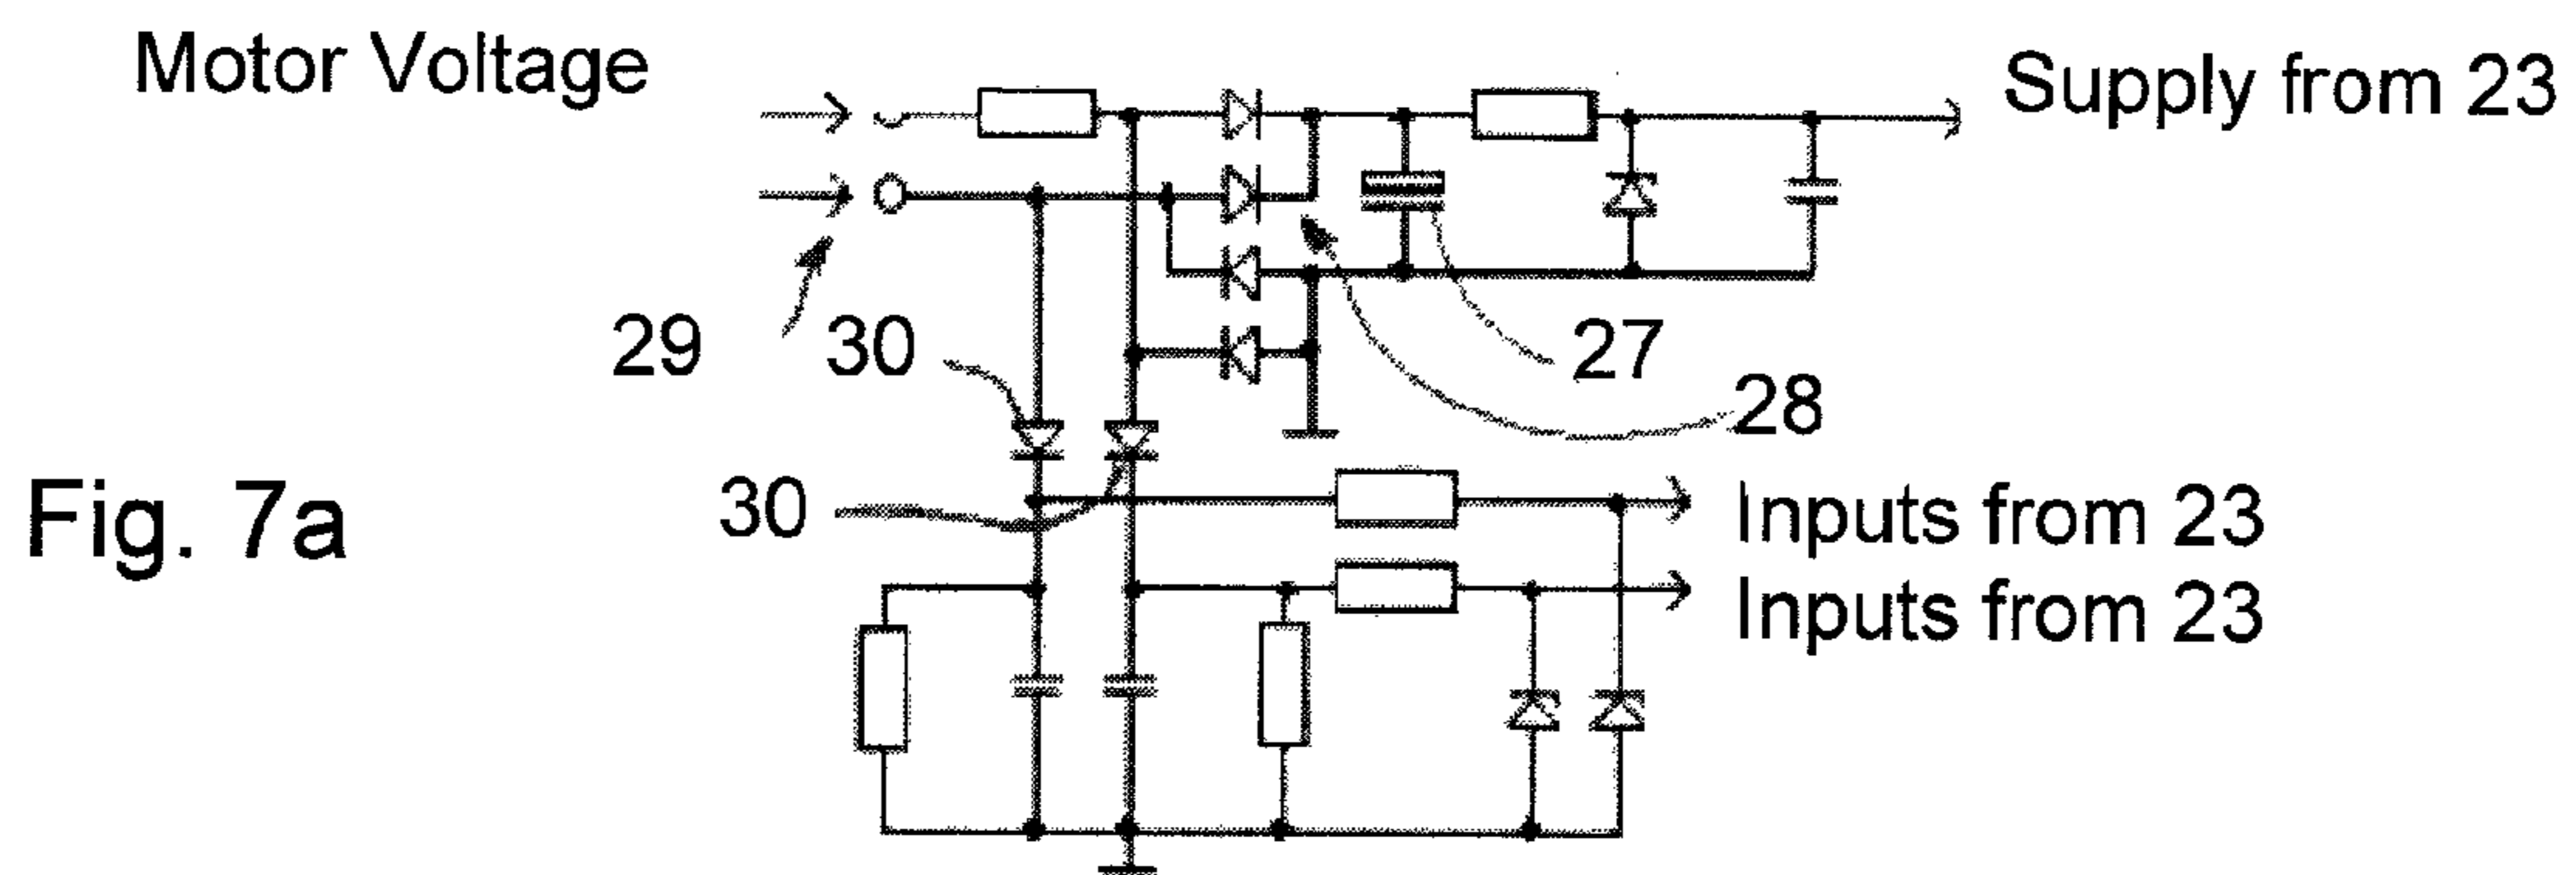 Motor Voltage
Supply from 23
29
30
27
28
Fig. 7a
30
Inputs from 23
Inputs from 23